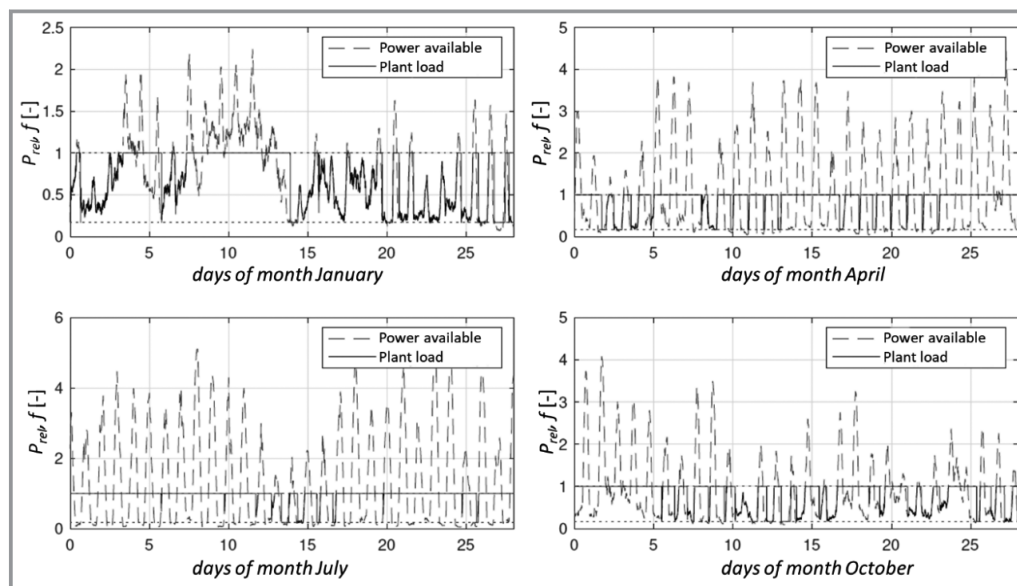 2.5
2
1.5
1
0.5
0
P_rel, f [-]
Power available
Plant load
0 5 10 15 20 25
days of month January
5
4
3
2
1
0
P_rel, f [-]
Power available
Plant load
0 5 10 15 20 25
days of month April
6
4
2
0
P_rel, f [-]
Power available
Plant load
0 5 10 15 20 25
days of month July
5
4
3
2
1
0
P_rel, f [-]
Power available
Plant load
0 5 10 15 20 25
days of month October